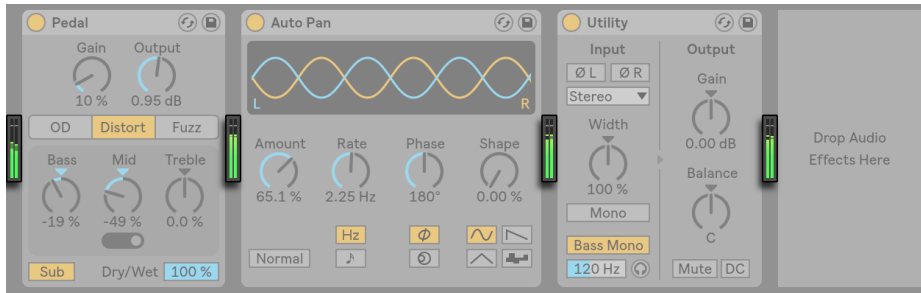 Pedal
Gain Output
10 % 0.95 dB
OD Distort Fuzz
Bass Mid Treble
-19 % -49 % 0.0 %
Sub Dry/Wet 100 %
Auto Pan
L R
Amount Rate Phase Shape
65.1 % 2.25 Hz 180° 0.00 %
Hz
Normal
Utility
Input
Ø L Ø R
Stereo
Width
100 %
Mono
Bass Mono
120 Hz
Output
Gain
0.00 dB
Balance
C
Mute DC
Drop Audio
Effects Here